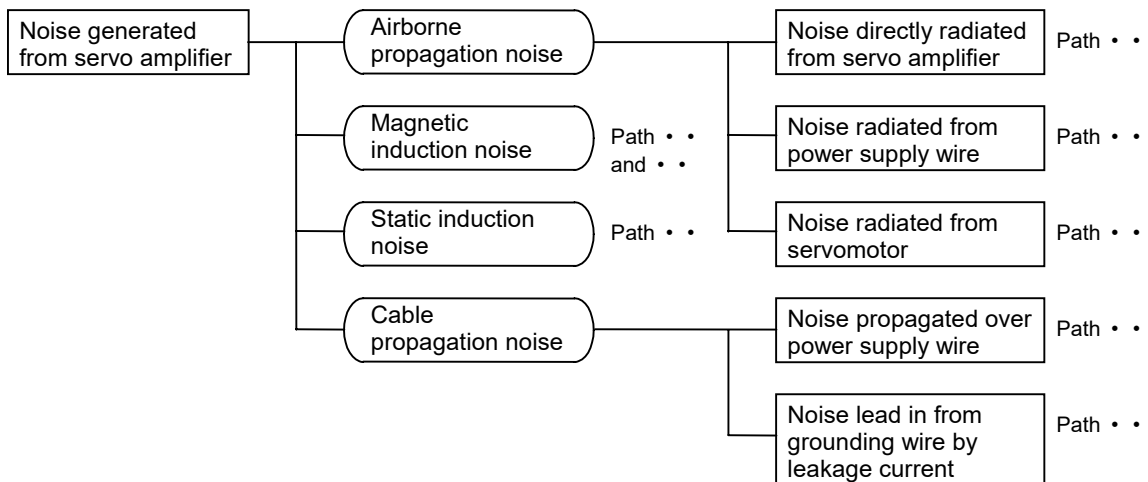 Noise generated
from servo amplifier
Airborne
propagation noise
Noise directly radiated
from servo amplifier
Path • •
Magnetic
induction noise
Path • •
and • •
Noise radiated from
power supply wire
Path • •
Static induction
noise
Path • •
Noise radiated from
servomotor
Path • •
Cable
propagation noise
Noise propagated over
power supply wire
Path • •
Noise lead in from
grounding wire by
leakage current
Path • •